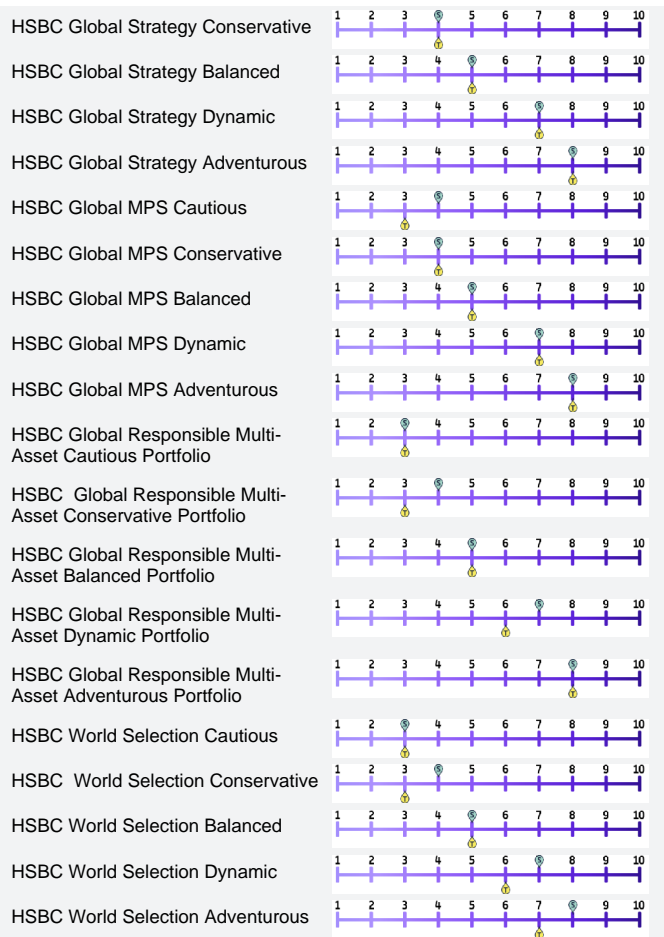 HSBC Global Strategy Conservative 1 2 3 S 5 6 7 8 9 10
T
HSBC Global Strategy Balanced 1 2 3 4 S 6 7 8 9 10
T
HSBC Global Strategy Dynamic 1 2 3 4 5 6 S 8 9 10
T
HSBC Global Strategy Adventurous 1 2 3 4 5 6 7 S 9 10
T
HSBC Global MPS Cautious 1 2 3 S 5 6 7 8 9 10
T
HSBC Global MPS Conservative 1 2 3 S 5 6 7 8 9 10
T
HSBC Global MPS Balanced 1 2 3 4 S 6 7 8 9 10
T
HSBC Global MPS Dynamic 1 2 3 4 5 6 S 8 9 10
T
HSBC Global MPS Adventurous 1 2 3 4 5 6 7 S 9 10
T
HSBC Global Responsible Multi- 1 2 S 4 5 6 7 8 9 10
Asset Cautious Portfolio T
HSBC Global Responsible Multi- 1 2 3 S 5 6 7 8 9 10
Asset Conservative Portfolio T
HSBC Global Responsible Multi- 1 2 3 4 S 6 7 8 9 10
Asset Balanced Portfolio T
HSBC Global Responsible Multi- 1 2 3 4 5 6 S 8 9 10
Asset Dynamic Portfolio T
HSBC Global Responsible Multi- 1 2 3 4 5 6 7 S 9 10
Asset Adventurous Portfolio T
HSBC World Selection Cautious 1 2 S 4 5 6 7 8 9 10
T
HSBC World Selection Conservative 1 2 3 S 5 6 7 8 9 10
T
HSBC World Selection Balanced 1 2 3 4 S 6 7 8 9 10
T
HSBC World Selection Dynamic 1 2 3 4 5 6 S 8 9 10
T
HSBC World Selection Adventurous 1 2 3 4 5 6 7 S 9 10
T